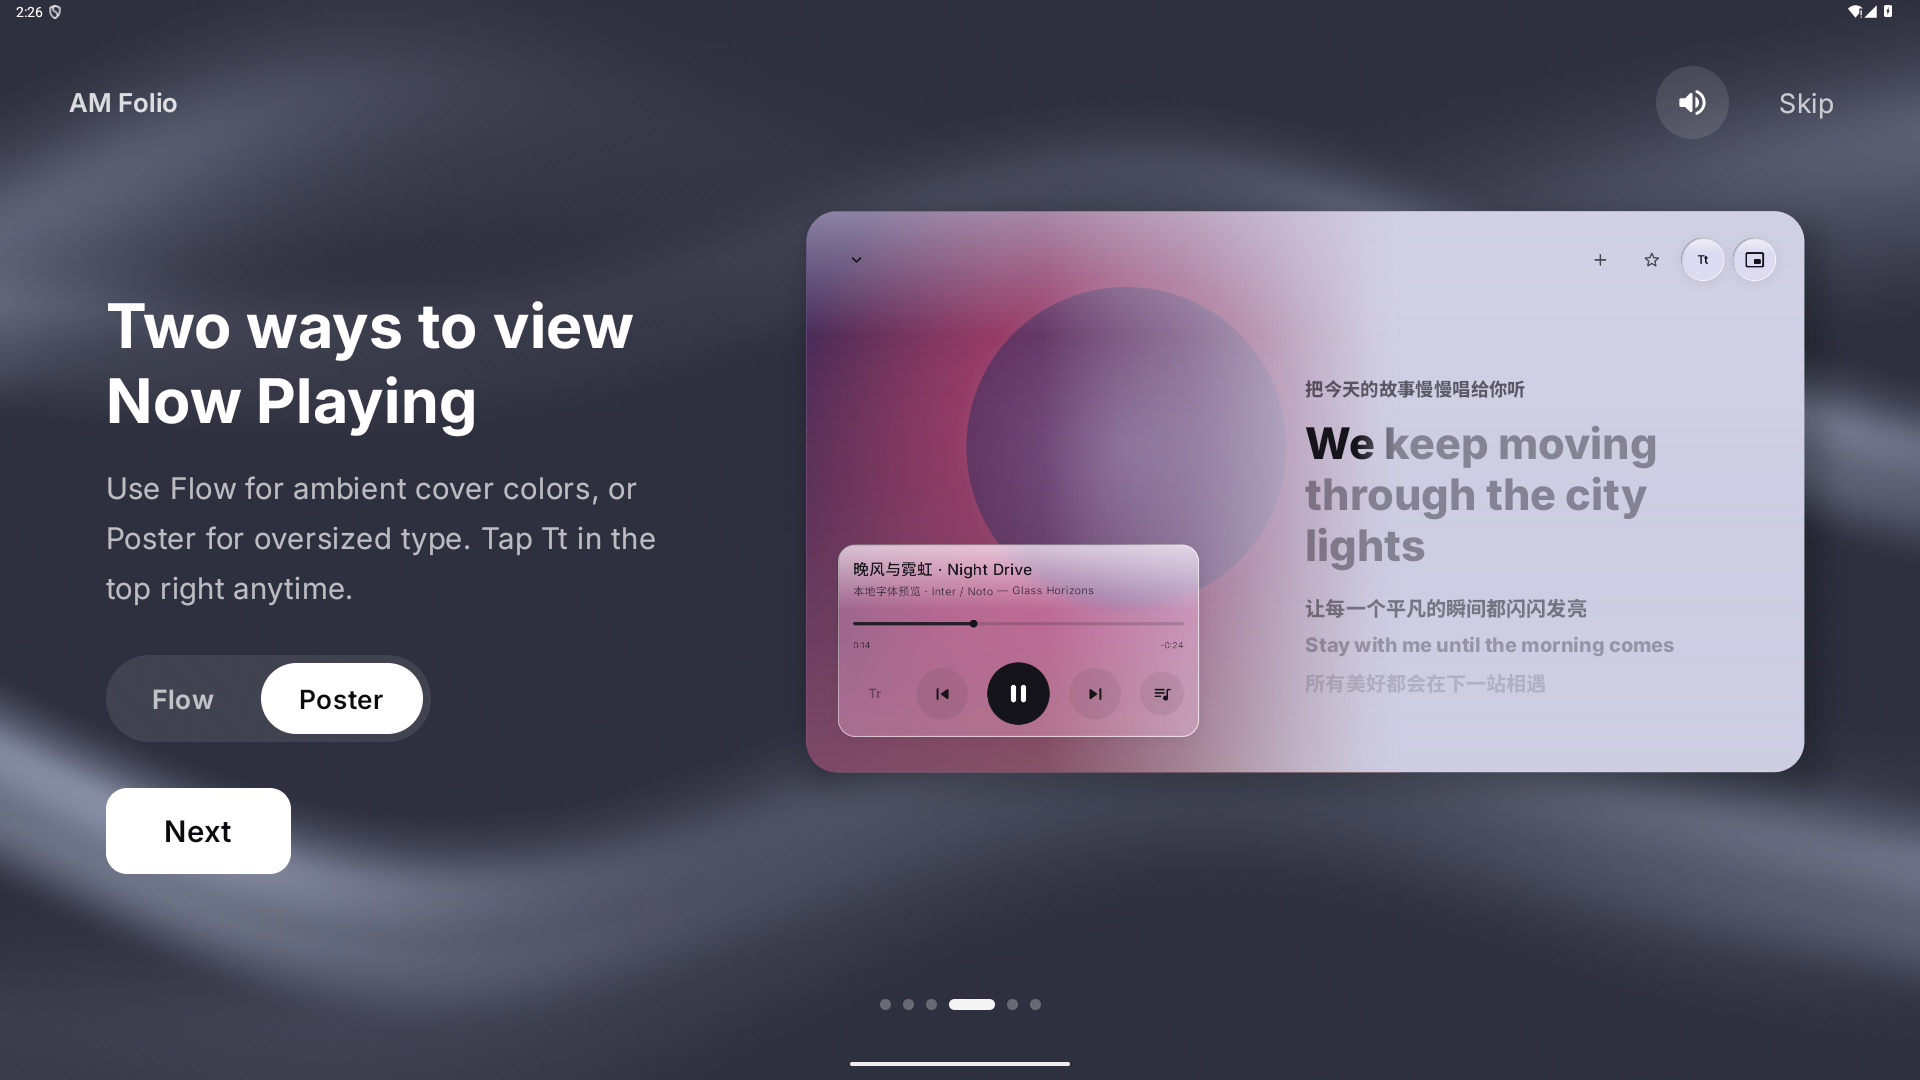 2:26
AM Folio
Skip
Two ways to view
Now Playing
Use Flow for ambient cover colors, or
Poster for oversized type. Tap Tt in the
top right anytime.
Flow
Poster
Next
Tt
把今天的故事慢慢唱给你听
We keep moving
through the city
lights
让每一个平凡的瞬间都闪闪发亮
Stay with me until the morning comes
所有美好都会在下一站相遇
晚风与霓虹 · Night Drive
本地字体预览 · Inter / Noto — Glass Horizons
0:14
-0:24
Tr